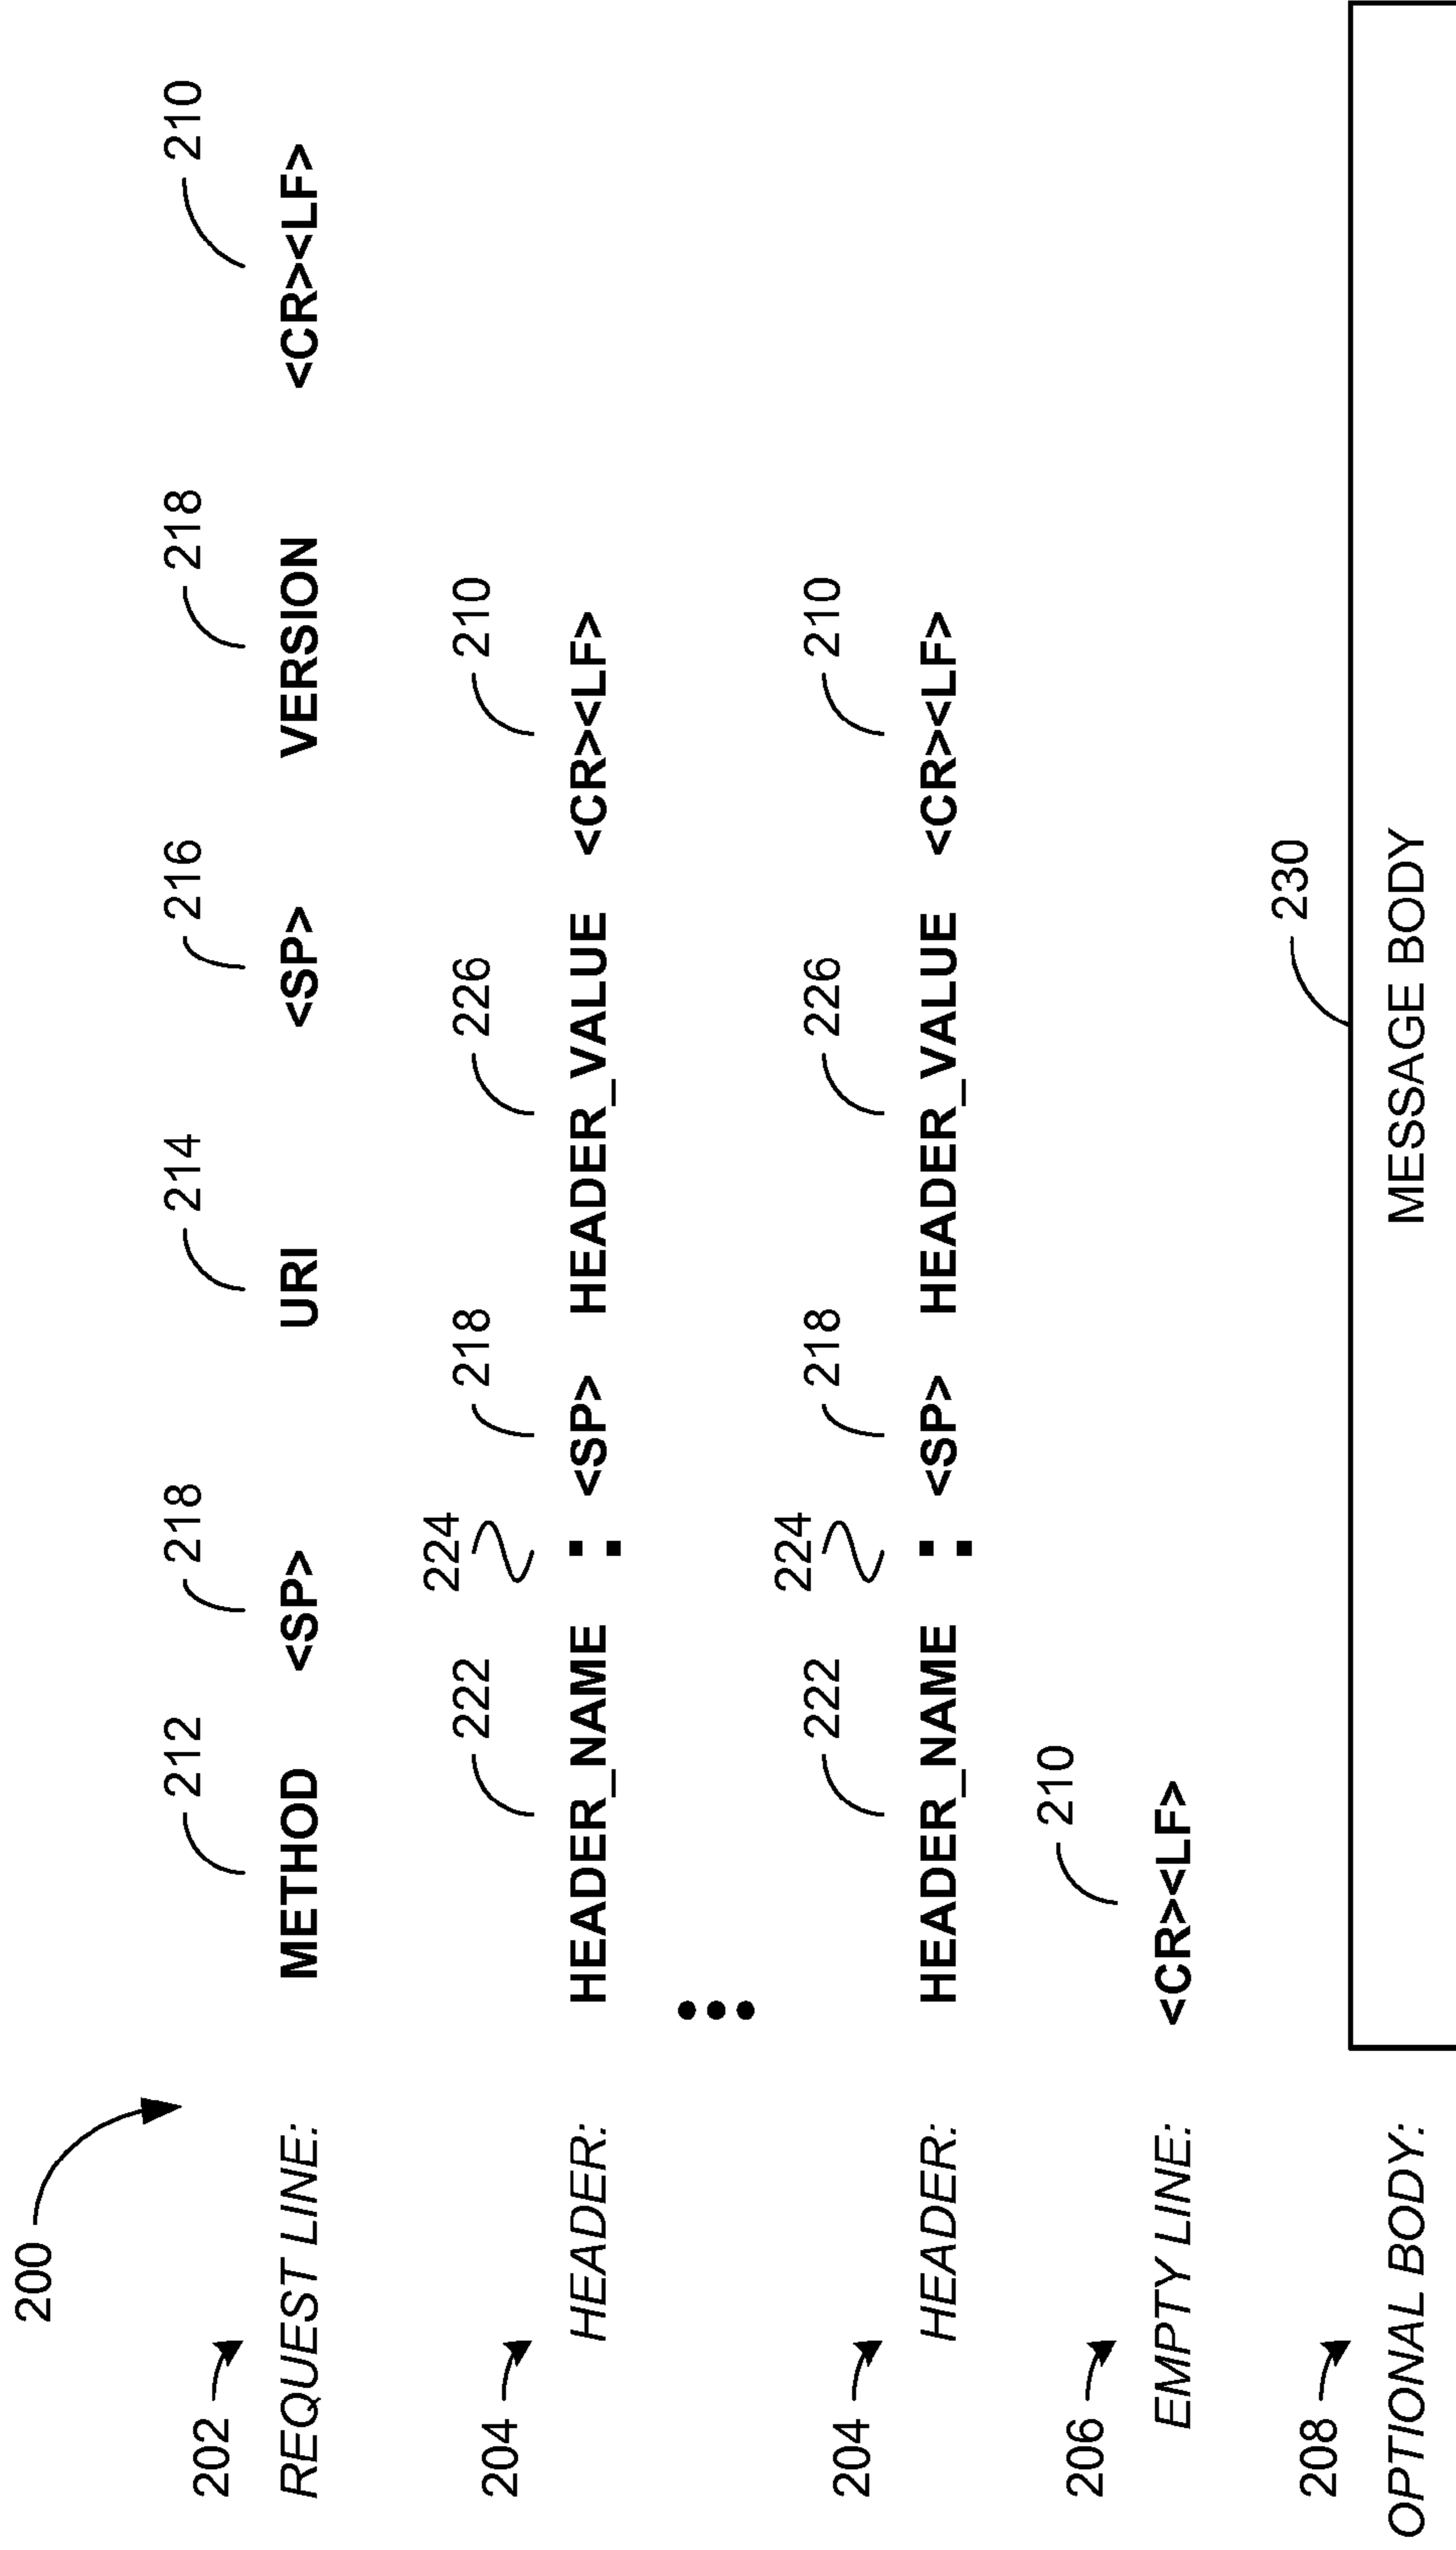 200
202
212 218 214 216 218 210
REQUEST LINE: METHOD <SP> URI <SP> VERSION <CR><LF>
204 222 224 218 226 210
HEADER: HEADER_NAME : <SP> HEADER_VALUE <CR><LF>
204 222 224 218 226 210
HEADER: HEADER_NAME : <SP> HEADER_VALUE <CR><LF>
206 210
EMPTY LINE: <CR><LF>
208 230
OPTIONAL BODY: MESSAGE BODY